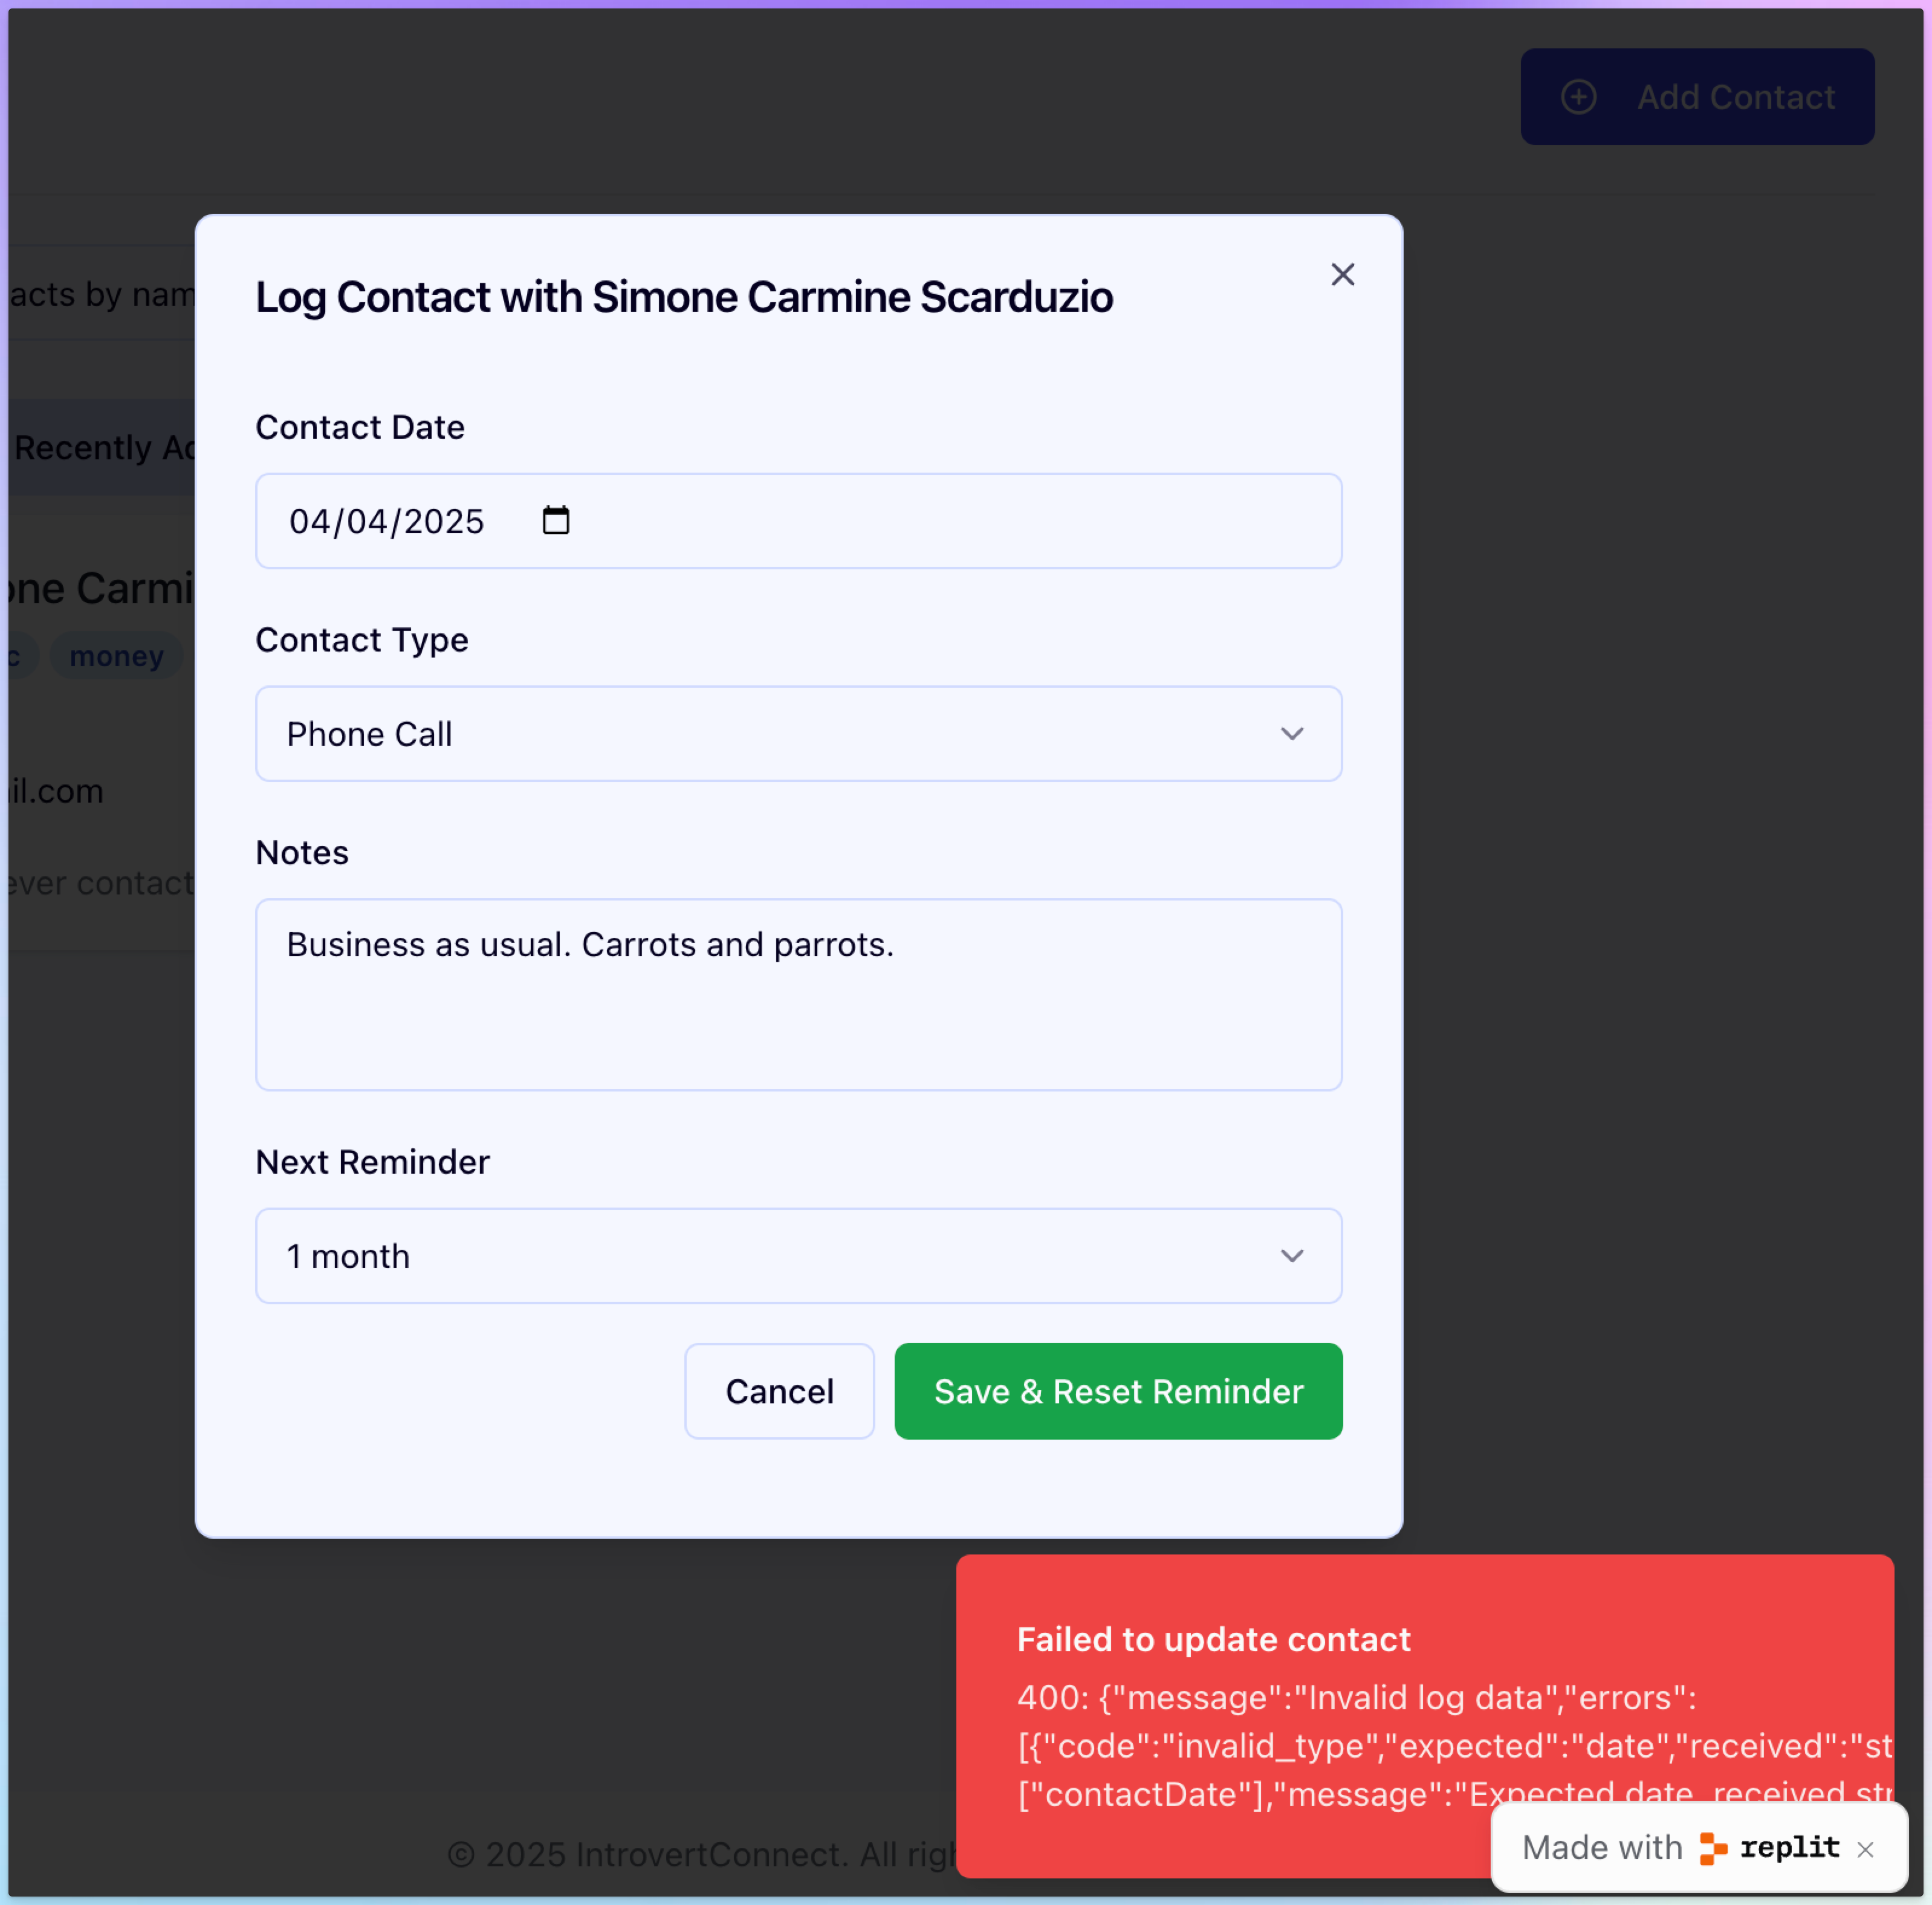 Add Contact
Log Contact with Simone Carmine Scarduzio
acts by nam
Contact Date
Recently Ac
04/04/2025
one Carmi
Contact Type
c money
Phone Call
il.com
Notes
ever contact
Business as usual. Carrots and parrots.
Next Reminder
1 month
Cancel
Save & Reset Reminder
Failed to update contact
400: {"message":"Invalid log data","errors":
[{"code":"invalid_type","expected":"date","received":"st
["contactDate"],"message":"Expected date, received str
© 2025 IntrovertConnect. All righ
Made with replit